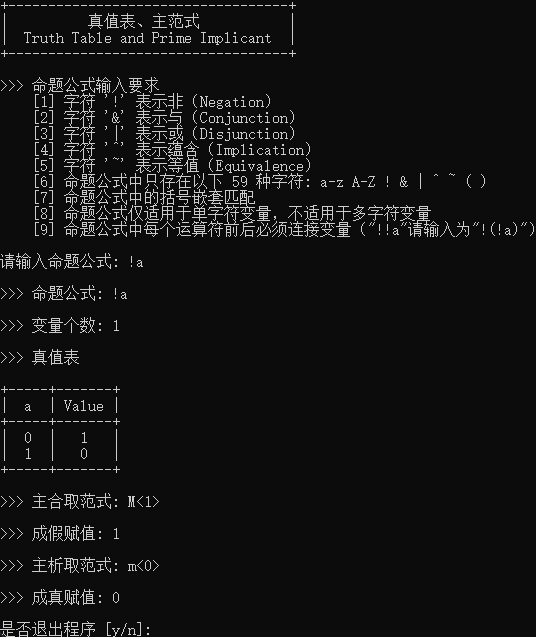 +-----------------------------------+
|          真值表、主范式           |
|  Truth Table and Prime Implicant  |
+-----------------------------------+
>>> 命题公式输入要求
[1] 字符 '!' 表示非 (Negation)
[2] 字符 '&' 表示与 (Conjunction)
[3] 字符 '|' 表示或 (Disjunction)
[4] 字符 '^' 表示蕴含 (Implication)
[5] 字符 '~' 表示等值 (Equivalence)
[6] 命题公式中只存在以下 59 种字符: a-z A-Z ! & | ^ ~ ( )
[7] 命题公式中的括号嵌套匹配
[8] 命题公式仅适用于单字符变量, 不适用于多字符变量
[9] 命题公式中每个运算符前后必须连接变量 ("!!a"请输入为"!(!a)")
请输入命题公式: !a
>>> 命题公式: !a
>>> 变量个数: 1
>>> 真值表
+-----+-------+
|  a  | Value |
+-----+-------+
|  0  |   1   |
|  1  |   0   |
+-----+-------+
>>> 主合取范式: M<1>
>>> 成假赋值: 1
>>> 主析取范式: m<0>
>>> 成真赋值: 0
是否退出程序 [y/n]: